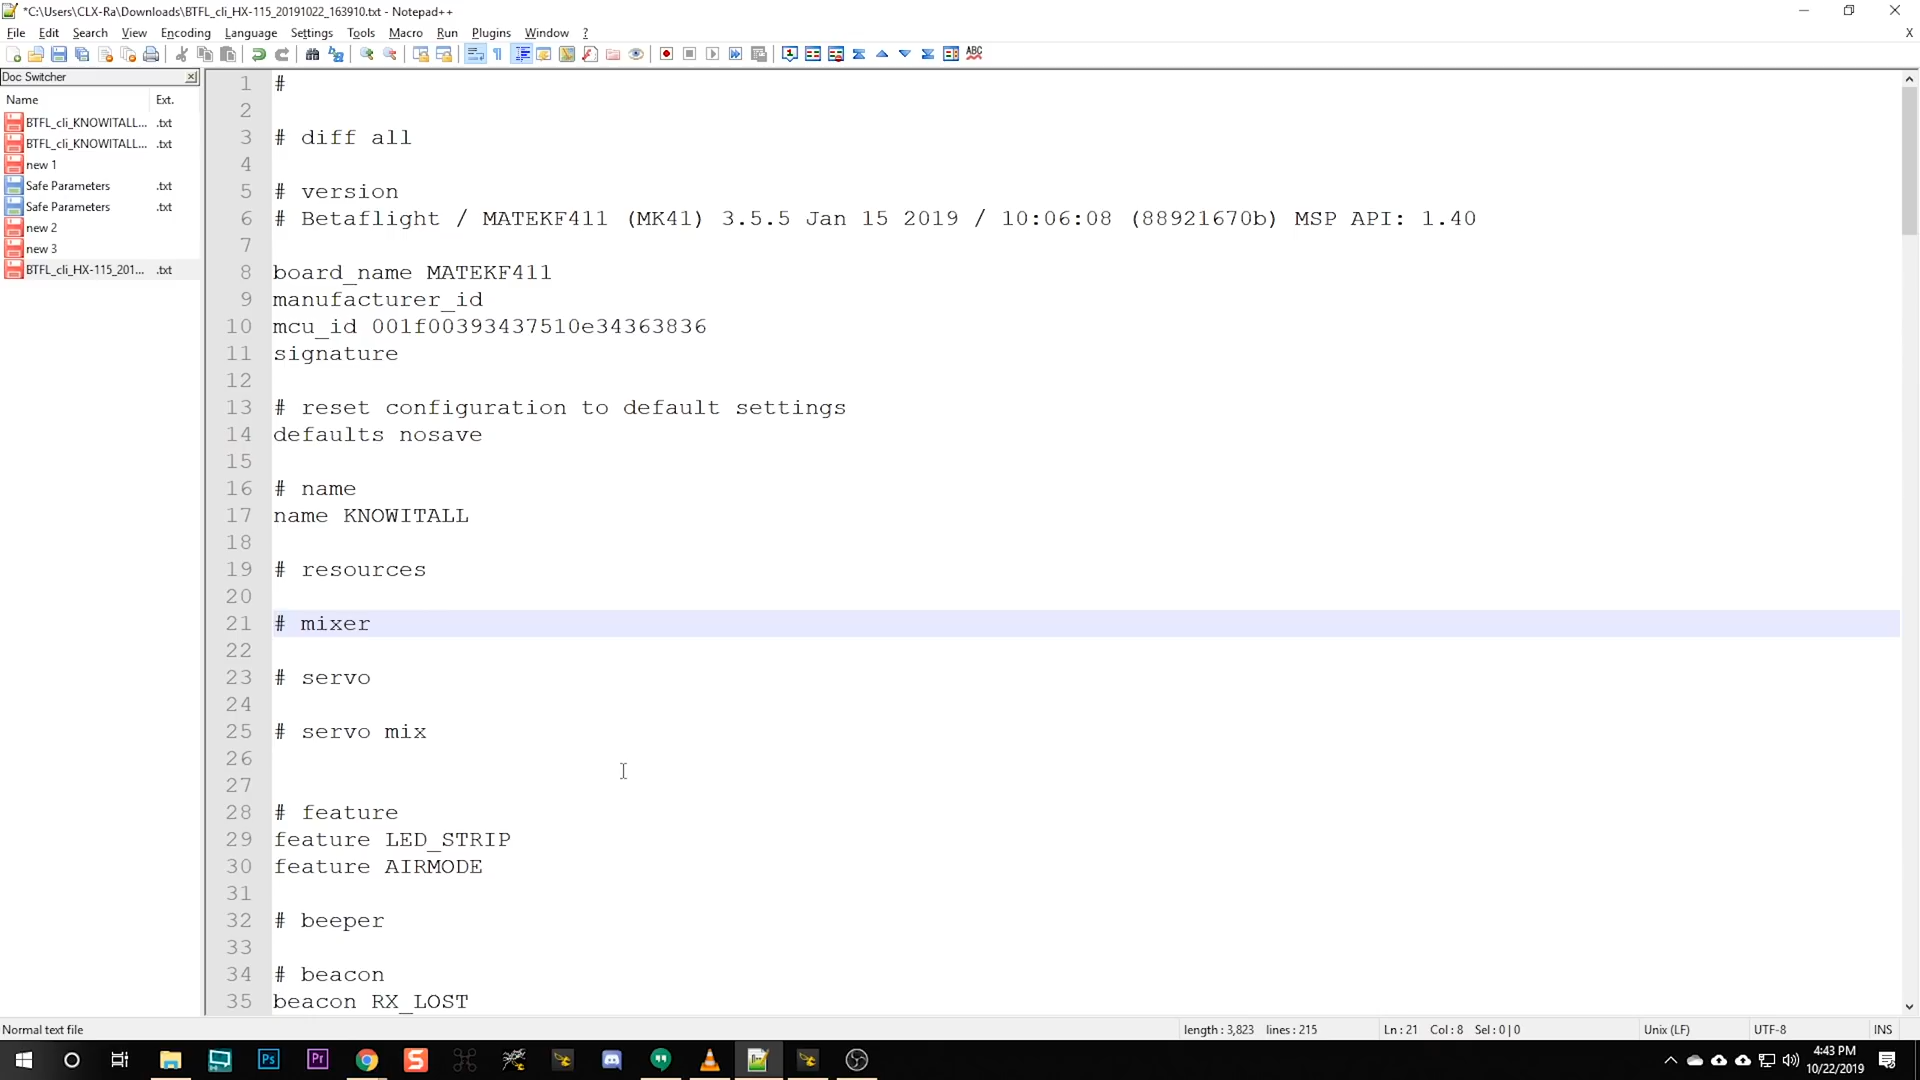 *C:\Users\CLX-Ra\Downloads\BTFL_cli_HX-115_20191022_163910.txt - Notepad++
File Edit Search View Encoding Language Settings Tools Macro Run Plugins Window ? X
Doc Switcher
Name Ext.
BTFL_cli_KNOWITALL... .txt
BTFL_cli_KNOWITALL... .txt
new 1
Safe Parameters .txt
Safe Parameters .txt
new 2
new 3
BTFL_cli_HX-115_201... .txt
1 #
2
3 # diff all
4
5 # version
6 # Betaflight / MATEKF411 (MK41) 3.5.5 Jan 15 2019 / 10:06:08 (88921670b) MSP API: 1.40
7
8 board_name MATEKF411
9 manufacturer_id
10 mcu_id 001f00393437510e34363836
11 signature
12
13 # reset configuration to default settings
14 defaults nosave
15
16 # name
17 name KNOWITALL
18
19 # resources
20
21 # mixer
22
23 # servo
24
25 # servo mix
26
27
28 # feature
29 feature LED_STRIP
30 feature AIRMODE
31
32 # beeper
33
34 # beacon
35 beacon RX_LOST
Normal text file length : 3,823 lines : 215 Ln : 21 Col : 8 Sel : 0 | 0 Unix (LF) UTF-8 INS
4:43 PM
10/22/2019